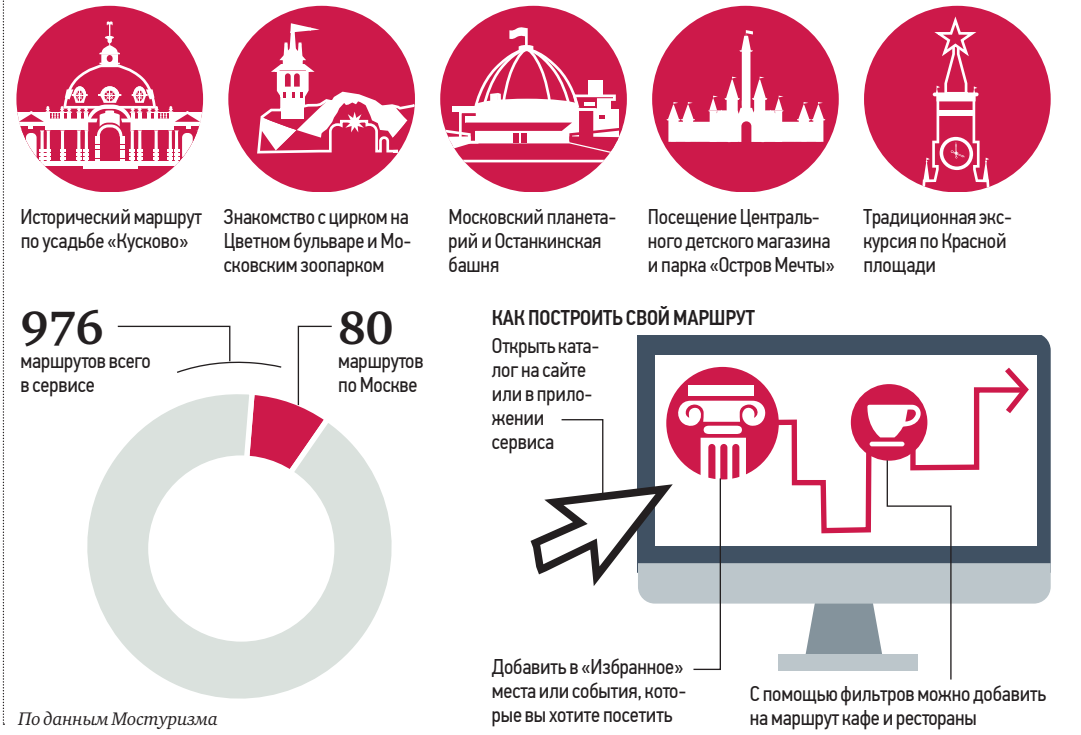 Исторический маршрут
по усадьбе «Кусково»
Знакомство с цирком на
Цветном бульваре и Мо-
сковским зоопарком
Московский планета-
рий и Останкинская
башня
Посещение Централь-
ного детского магазина
и парка «Остров Мечты»
Традиционная экс-
курсия по Красной
площади
976
маршрутов всего
в сервисе
80
маршрутов
по Москве
По данным Мостуризма
КАК ПОСТРОИТЬ СВОЙ МАРШРУТ
Открыть ката-
лог на сайте
или в прило-
жении
сервиса
Добавить в «Избранное»
места или события, кото-
рые вы хотите посетить
С помощью фильтров можно добавить
на маршрут кафе и рестораны